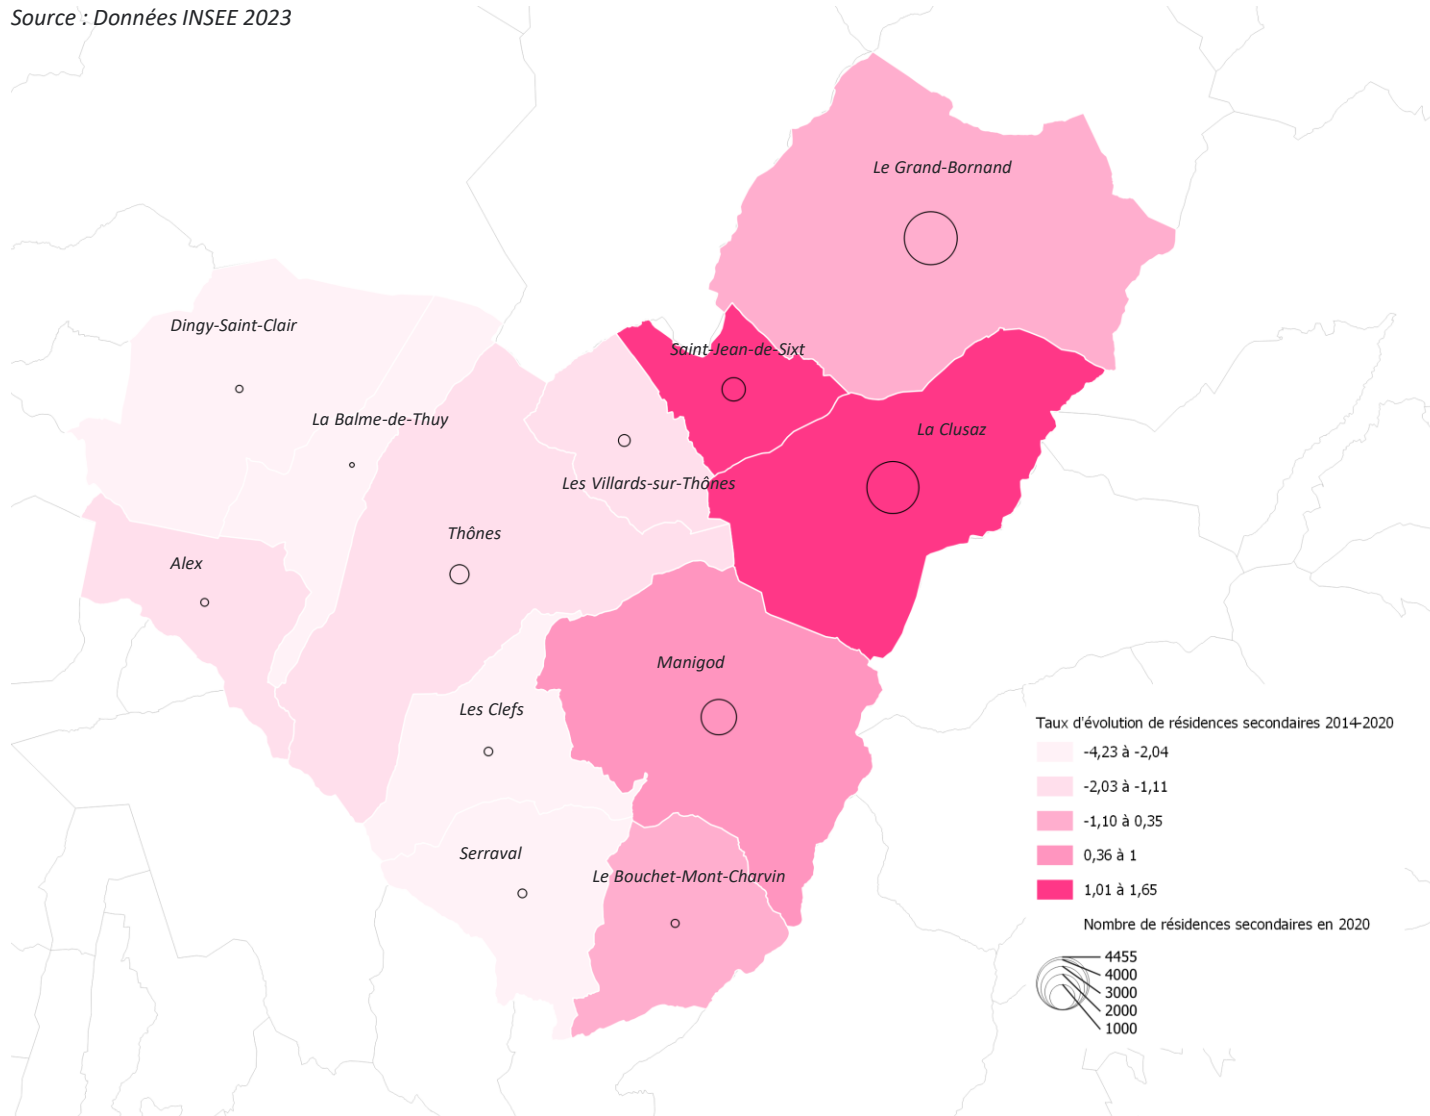 Source : Données INSEE 2023
Le Grand-Bornand
Dingy-Saint-Clair
Saint-Jean-de-Sixt
La Balme-de-Thuy
La Clusaz
Les Villards-sur-Thônes
Thônes
Alex
Manigod
Les Clefs
Serraval
Le Bouchet-Mont-Charvin
Taux d'évolution de résidences secondaires 2014-2020
-4,23 à -2,04
-2,03 à -1,11
-1,10 à 0,35
0,36 à 1
1,01 à 1,65
Nombre de résidences secondaires en 2020
4455
4000
3000
2000
1000